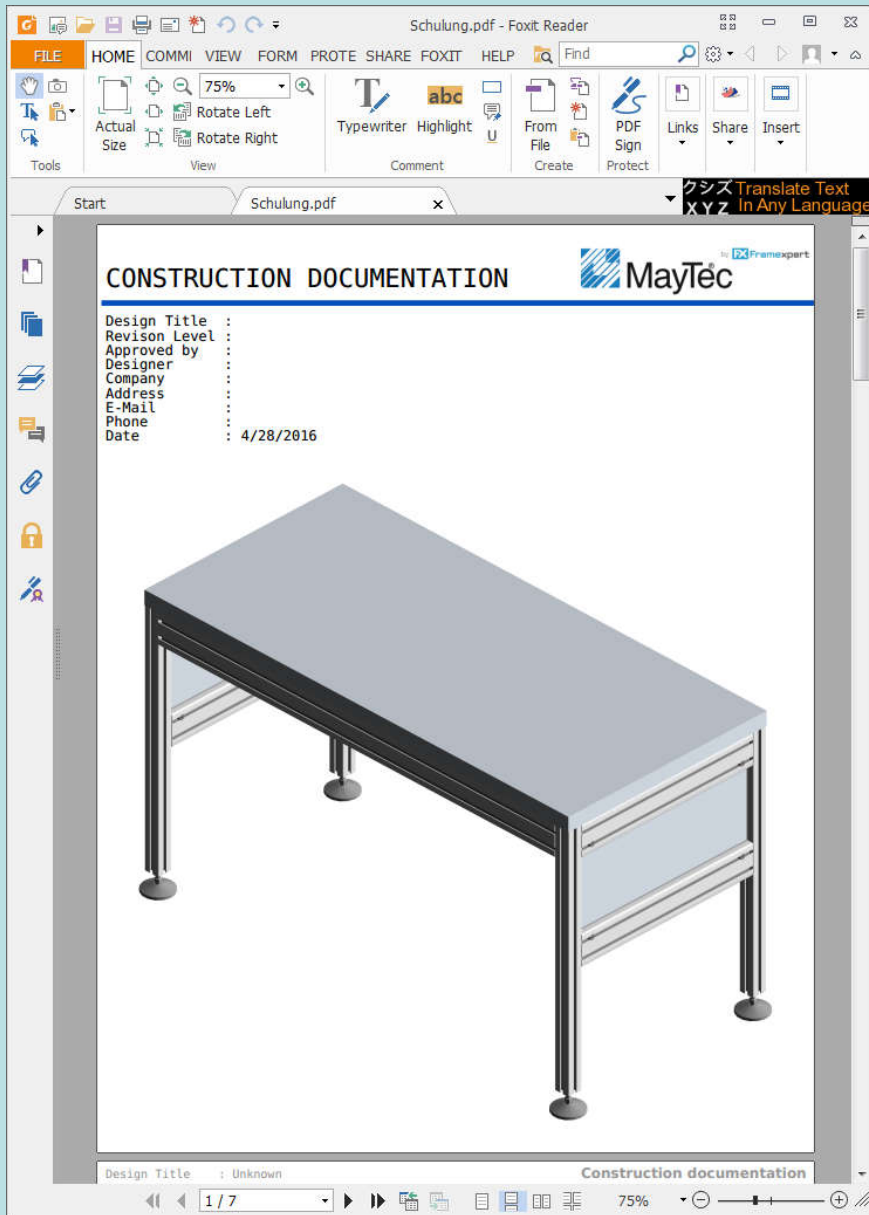 Schulung.pdf - Foxit Reader
FILE HOME COMMI VIEW FORM PROTE SHARE FOXIT HELP Find
75%
Rotate Left
Rotate Right
Actual Size
Typewriter
abc
Highlight
U
From File
PDF Sign
Links
Share
Insert
Tools View Comment Create Protect
Start
Schulung.pdf x
クシズ Translate Text
XYZ In Any Language
CONSTRUCTION DOCUMENTATION
by FX Framexpert
MayTec®
Design Title :
Revison Level :
Approved by :
Designer :
Company :
Address :
E-Mail :
Phone :
Date : 4/28/2016
Design Title : Unknown
Construction documentation
1 / 7
75%